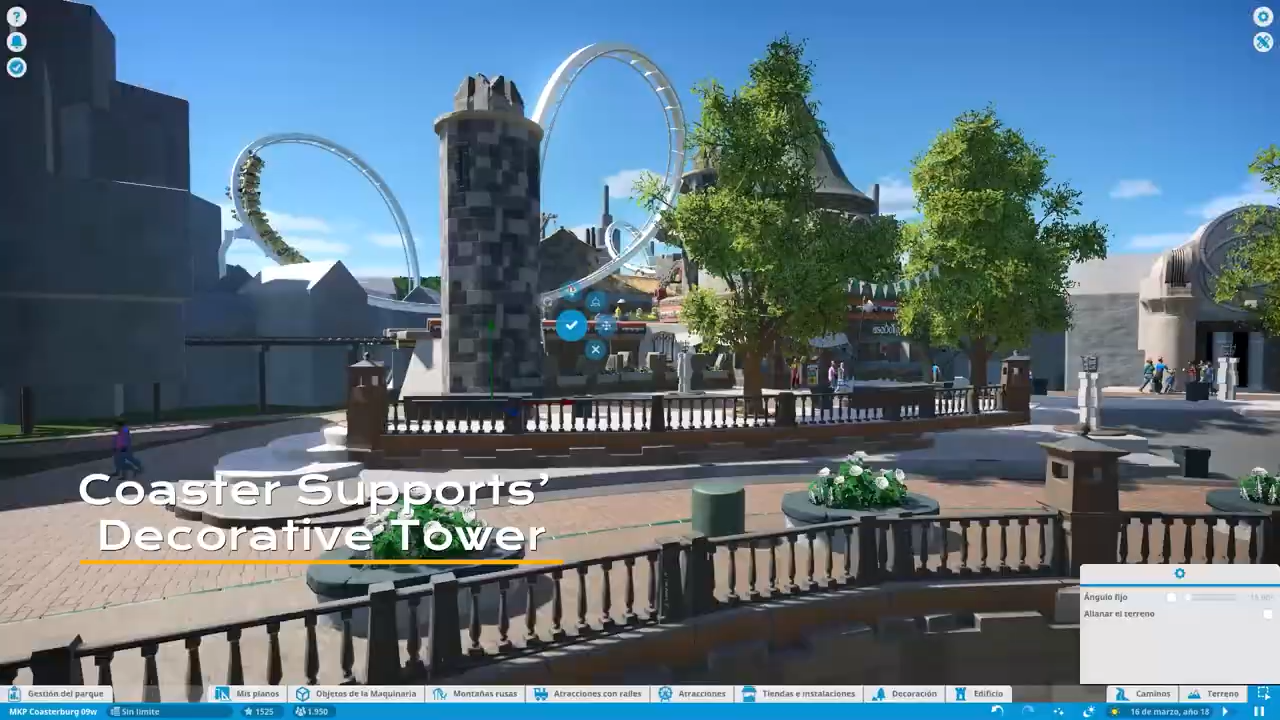 Coaster Supports'
Decorative Tower
Ángulo fijo
Allanar el terreno
Gestión del parque
Mis planos
Objetos de la Maquinaria
Montañas rusas
Atracciones con raíles
Atracciones
Tiendas e instalaciones
Decoración
Edificio
Caminos
Terreno
MKP Coasterburg 09w
Sin límite
1525
1.950
16 de marzo, año 18